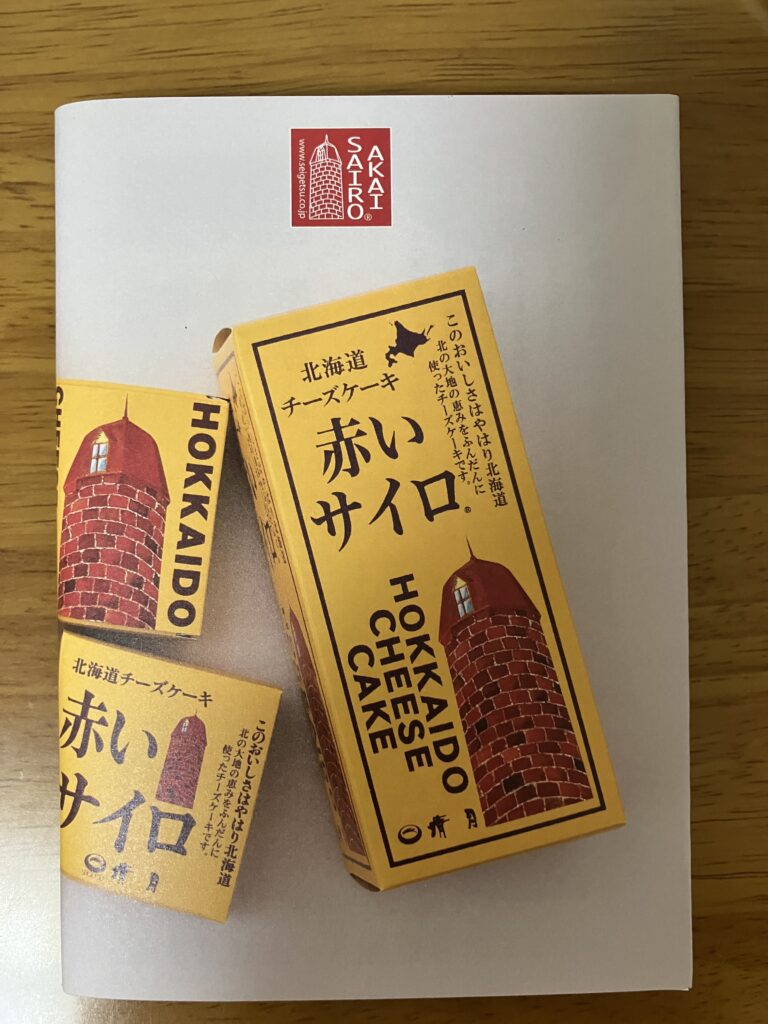 AKAI
SAIRO®
www.seigetsu.co.jp
北海道
チーズケーキ
赤い
サイロ®
このおいしさはやはり北海道
北の大地の恵みをふんだんに
使ったチーズケーキです。
HOKKAIDO
CHEESE
CAKE
清月
HOKKAIDO
CHE
北海道チーズケーキ
赤い
サイロ
このおいしさはやはり北海道
北の大地の恵みをふんだんに
使ったチーズケーキです。
清月